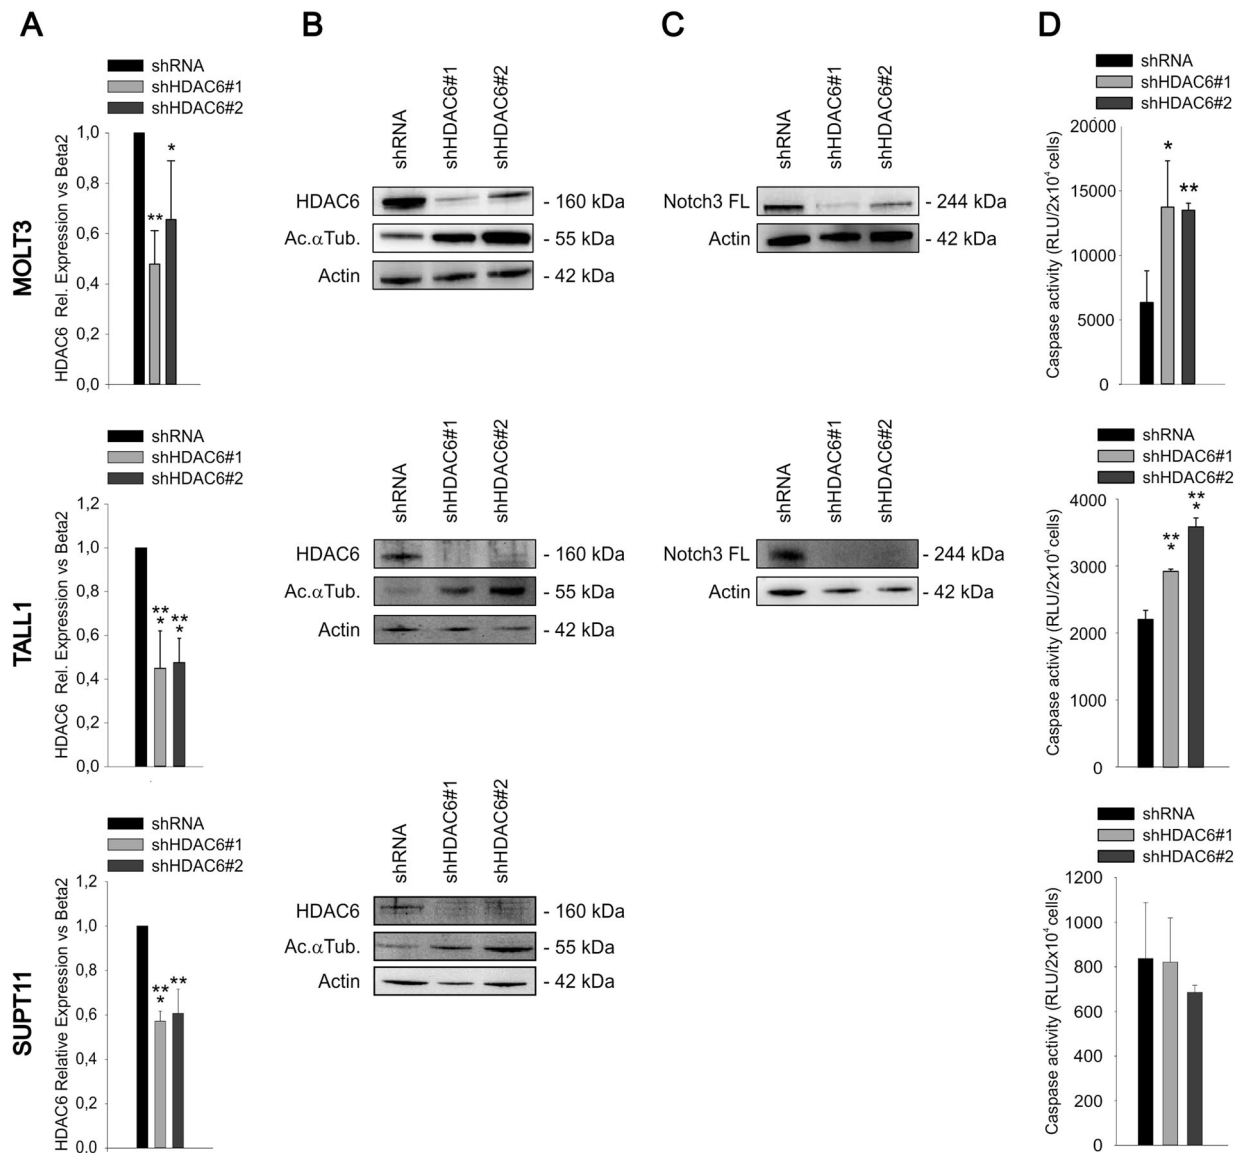 A
B
C
D
MOLT3
shRNA
shHDAC6#1
shHDAC6#2
HDAC6 Rel. Expression vs Beta2
1,0
0,8
0,6
0,4
0,2
0,0
**
*
shRNA
shHDAC6#1
shHDAC6#2
HDAC6 - 160 kDa
Ac.αTub. - 55 kDa
Actin - 42 kDa
shRNA
shHDAC6#1
shHDAC6#2
Notch3 FL - 244 kDa
Actin - 42 kDa
shRNA
shHDAC6#1
shHDAC6#2
Caspase activity (RLU/2x10⁴ cells)
20000
15000
10000
5000
0
*
**
TALL1
shRNA
shHDAC6#1
shHDAC6#2
HDAC6 Rel. Expression vs Beta2
1,2
1,0
0,8
0,6
0,4
0,2
0,0
** **
* *
shRNA
shHDAC6#1
shHDAC6#2
HDAC6 - 160 kDa
Ac.αTub. - 55 kDa
Actin - 42 kDa
shRNA
shHDAC6#1
shHDAC6#2
Notch3 FL - 244 kDa
Actin - 42 kDa
shRNA
shHDAC6#1
shHDAC6#2
Caspase activity (RLU/2x10⁴ cells)
4000
3000
2000
1000
0
**
*
**
*
SUPT11
shRNA
shHDAC6#1
shHDAC6#2
HDAC6 Relative Expression vs Beta2
1,2
1,0
0,8
0,6
0,4
0,2
0.0
** **
*
shRNA
shHDAC6#1
shHDAC6#2
HDAC6 - 160 kDa
Ac.αTub. - 55 kDa
Actin - 42 kDa
shRNA
shHDAC6#1
shHDAC6#2
Caspase activity (RLU/2x10⁴ cells)
1200
1000
800
600
400
200
0